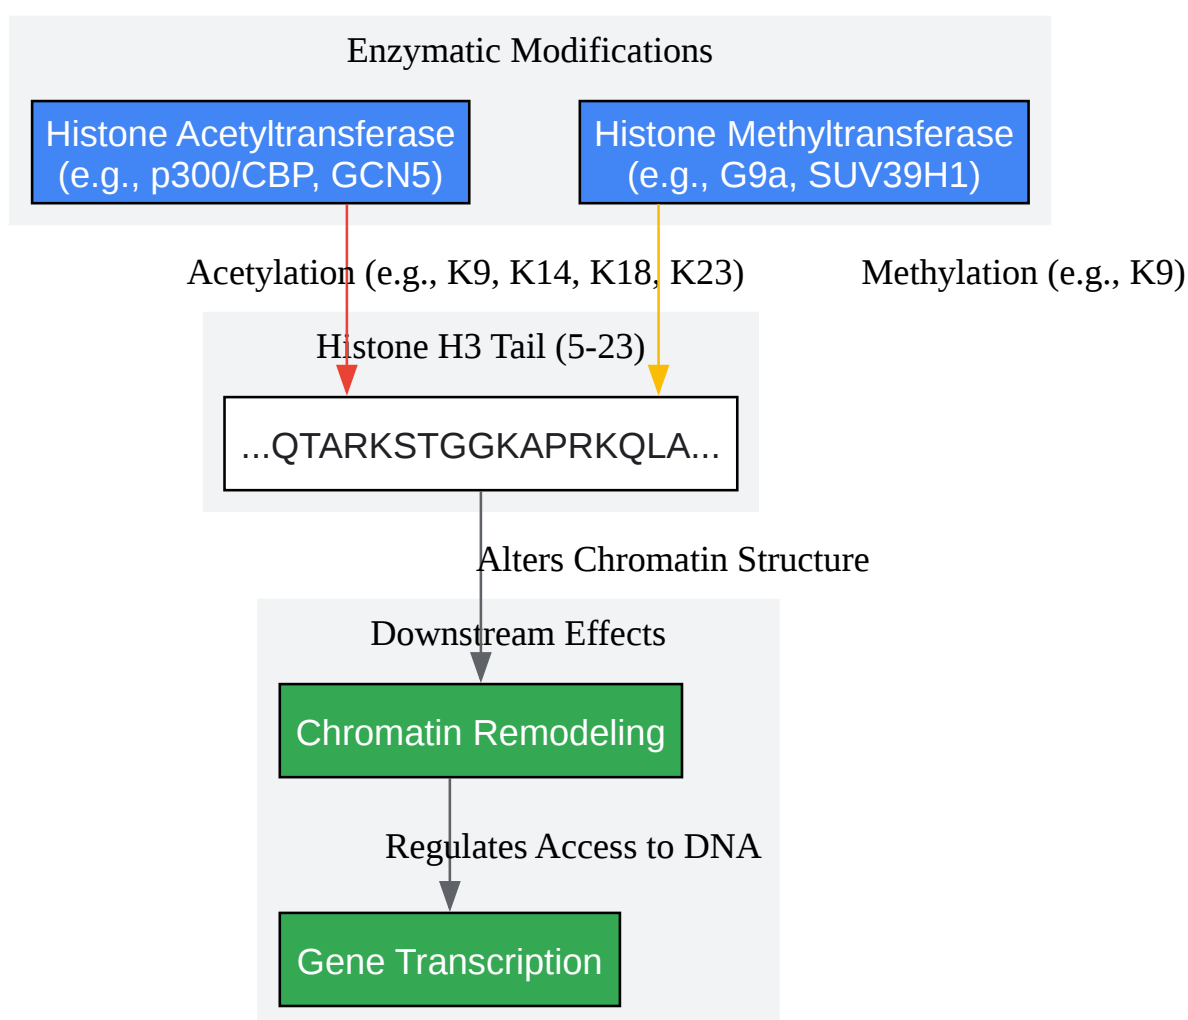 Enzymatic Modifications
Histone Acetyltransferase
(e.g., p300/CBP, GCN5)
Histone Methyltransferase
(e.g., G9a, SUV39H1)
Acetylation (e.g., K9, K14, K18, K23)
Methylation (e.g., K9)
Histone H3 Tail (5-23)
...QTARKSTGGKAPRKQLA...
Alters Chromatin Structure
Downstream Effects
Chromatin Remodeling
Regulates Access to DNA
Gene Transcription